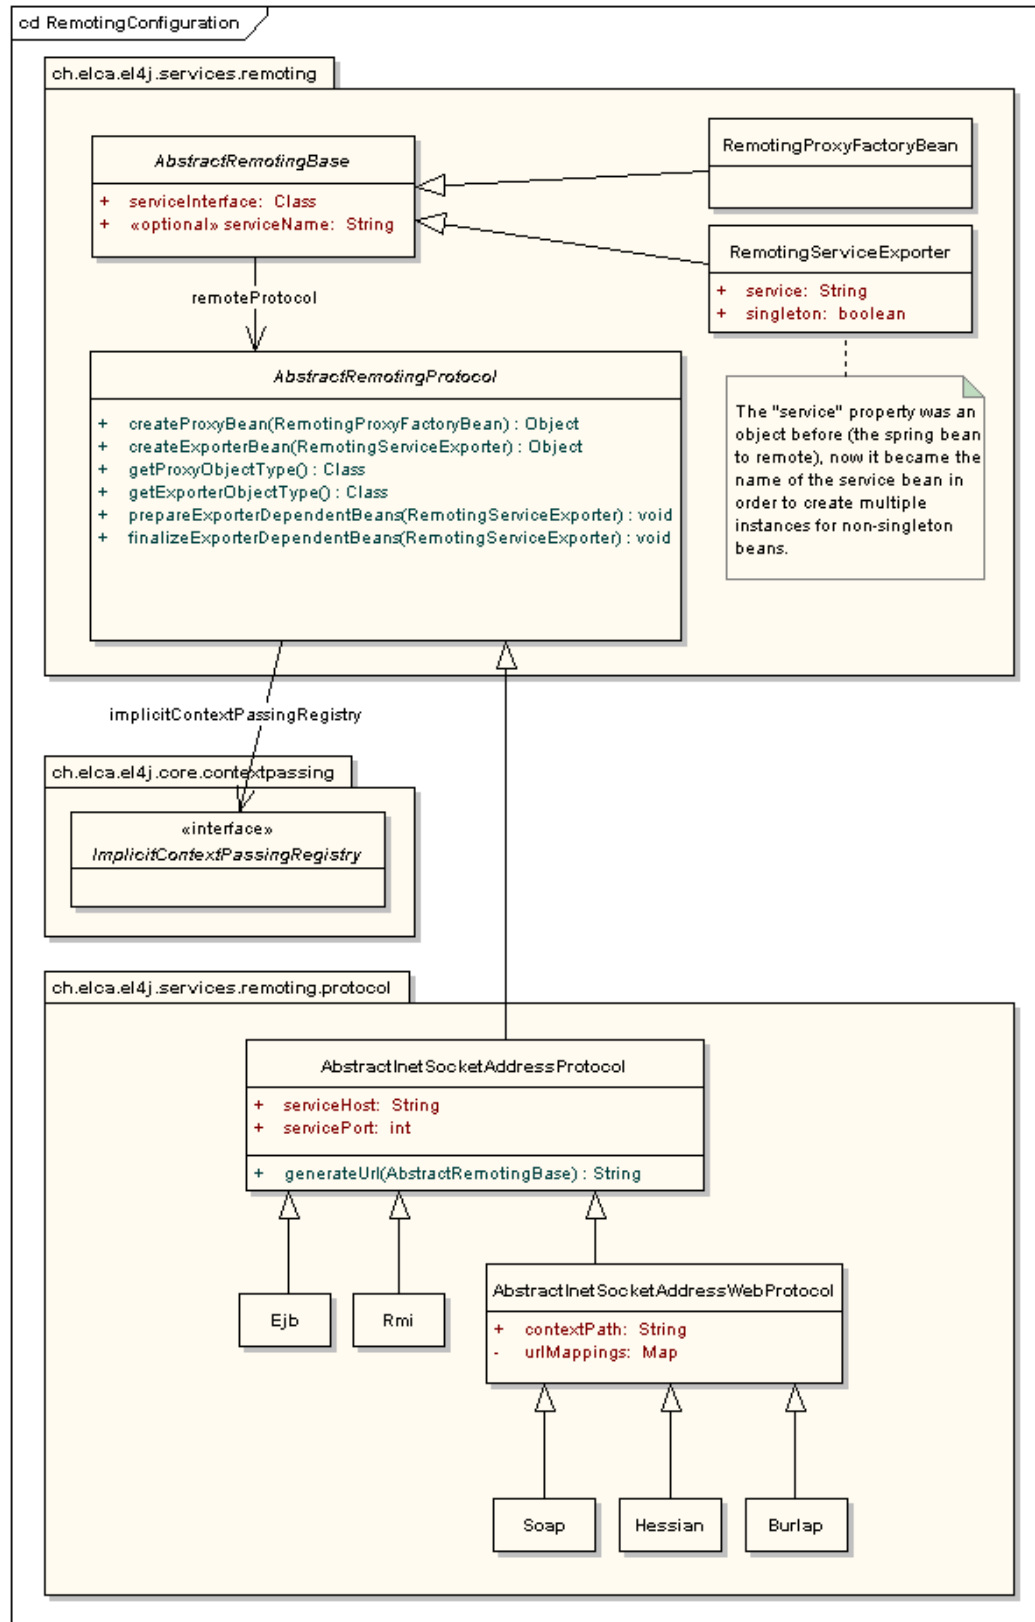 cd RemotingConfiguration
ch.elca.el4j.services.remoting
AbstractRemotingBase
+ serviceInterface: Class
+ «optional» serviceName: String
RemotingProxyFactoryBean
RemotingServiceExporter
+ service: String
+ singleton: boolean
remoteProtocol
AbstractRemotingProtocol
+ createProxyBean(RemotingProxyFactoryBean) : Object
+ createExporterBean(RemotingServiceExporter) : Object
+ getProxyObjectType() : Class
+ getExporterObjectType() : Class
+ prepareExporterDependentBeans(RemotingServiceExporter) : void
+ finalizeExporterDependentBeans(RemotingServiceExporter) : void
The "service" property was an
object before (the spring bean
to remote), now it became the
name of the service bean in
order to create multiple
instances for non-singleton
beans.
implicitContextPassingRegistry
ch.elca.el4j.core.contextpassing
«interface»
ImplicitContextPassingRegistry
ch.elca.el4j.services.remoting.protocol
AbstractInetSocketAddressProtocol
+ serviceHost: String
+ servicePort: int
+ generateUrl(AbstractRemotingBase) : String
Ejb
Rmi
AbstractInetSocketAddressWebProtocol
+ contextPath: String
- urlMappings: Map
Soap
Hessian
Burlap